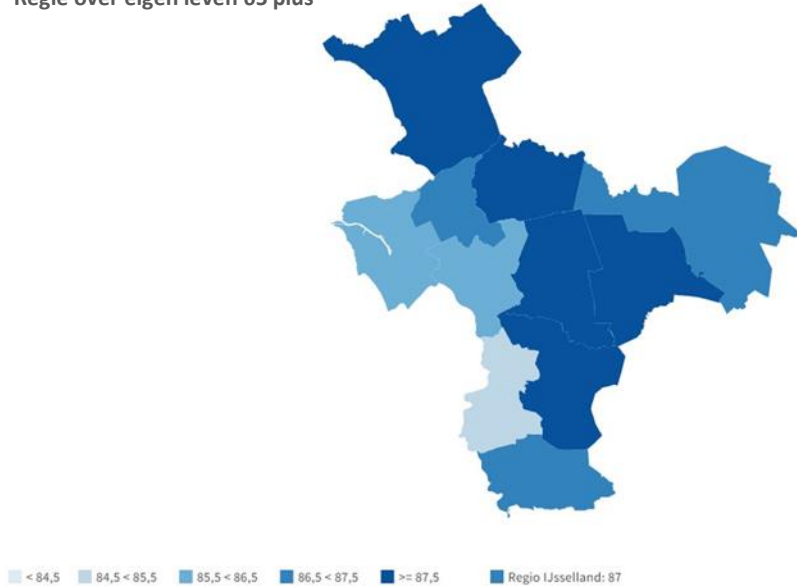 Regie over eigen leven 65 plus
< 84,5 84,5 < 85,5 85,5 < 86,5 86,5 < 87,5 >= 87,5 Regio IJsselland: 87